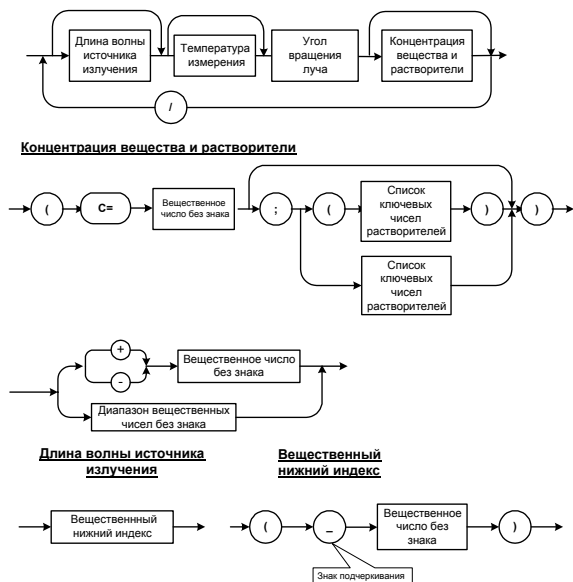 Длина волны
источника
излучения
Температура
измерения
Угол
вращения
луча
Концентрация
вещества и
растворители
/
Концентрация вещества и растворители
(
C=
Вещественное
число без знака
;
(
Список
ключевых
чисел
растворителей
)
)
Список
ключевых
чисел
растворителей
+
-
Вещественное число
без знака
Диапазон вещественных
чисел без знака
Длина волны источника
излучения
Вещественный
нижний индекс
Вещественнный
нижний индекс
(
_
Вещественное
число без
знака
)
Знак подчеркивания